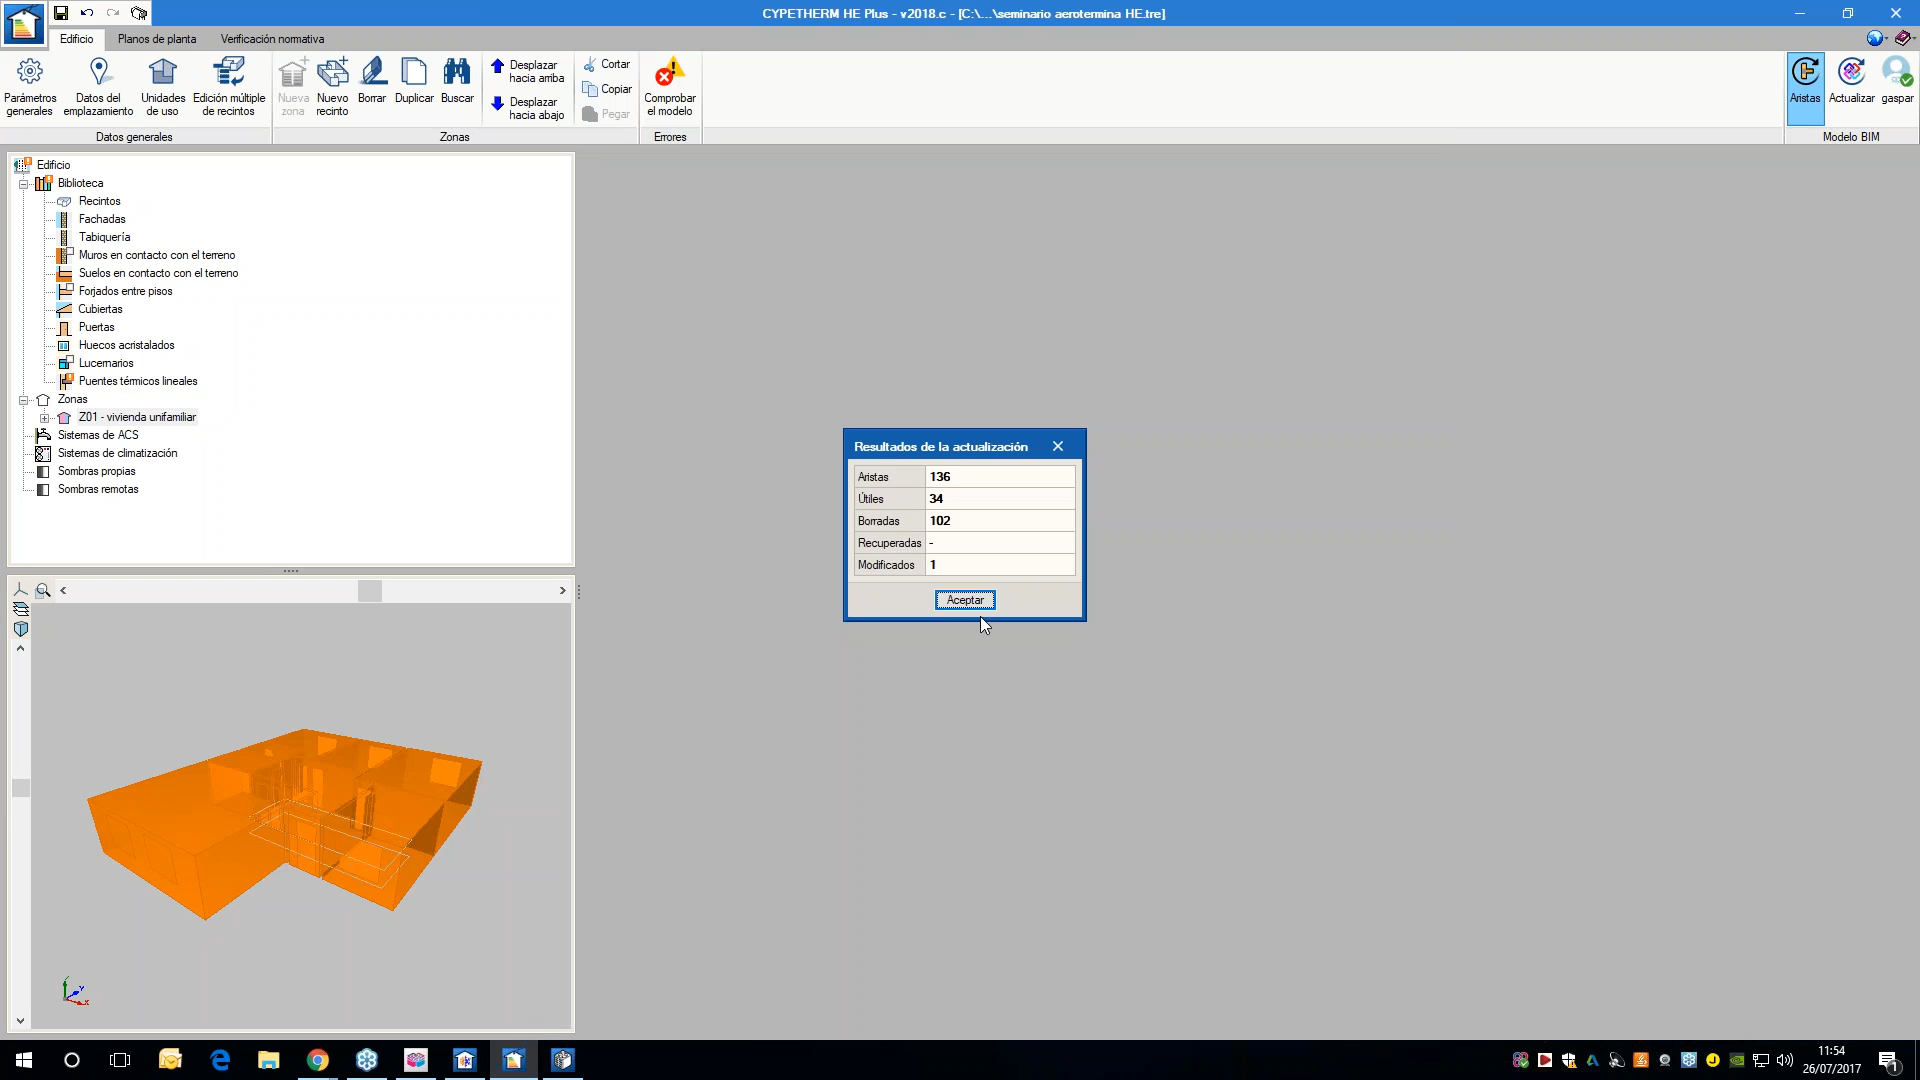 CYPETHERM HE Plus - v2018.c - [C:\...\seminario aerotermina HE.tre]
Edificio
Planos de planta
Verificación normativa
Parámetros generales
Datos del emplazamiento
Unidades de uso
Edición múltiple de recintos
Nueva zona
Nuevo recinto
Borrar
Duplicar
Buscar
Desplazar hacia arriba
Desplazar hacia abajo
Cortar
Copiar
Pegar
Comprobar el modelo
Aristas
Actualizar
gaspar
Datos generales
Zonas
Errores
Modelo BIM
Edificio
Biblioteca
Recintos
Fachadas
Tabiquería
Muros en contacto con el terreno
Suelos en contacto con el terreno
Forjados entre pisos
Cubiertas
Puertas
Huecos acristalados
Lucernarios
Puentes térmicos lineales
Zonas
Z01 - vivienda unifamiliar
Sistemas de ACS
Sistemas de climatización
Sombras propias
Sombras remotas
Resultados de la actualización
Aristas 136
Útiles 34
Borradas 102
Recuperadas -
Modificados 1
Aceptar
11:54
26/07/2017